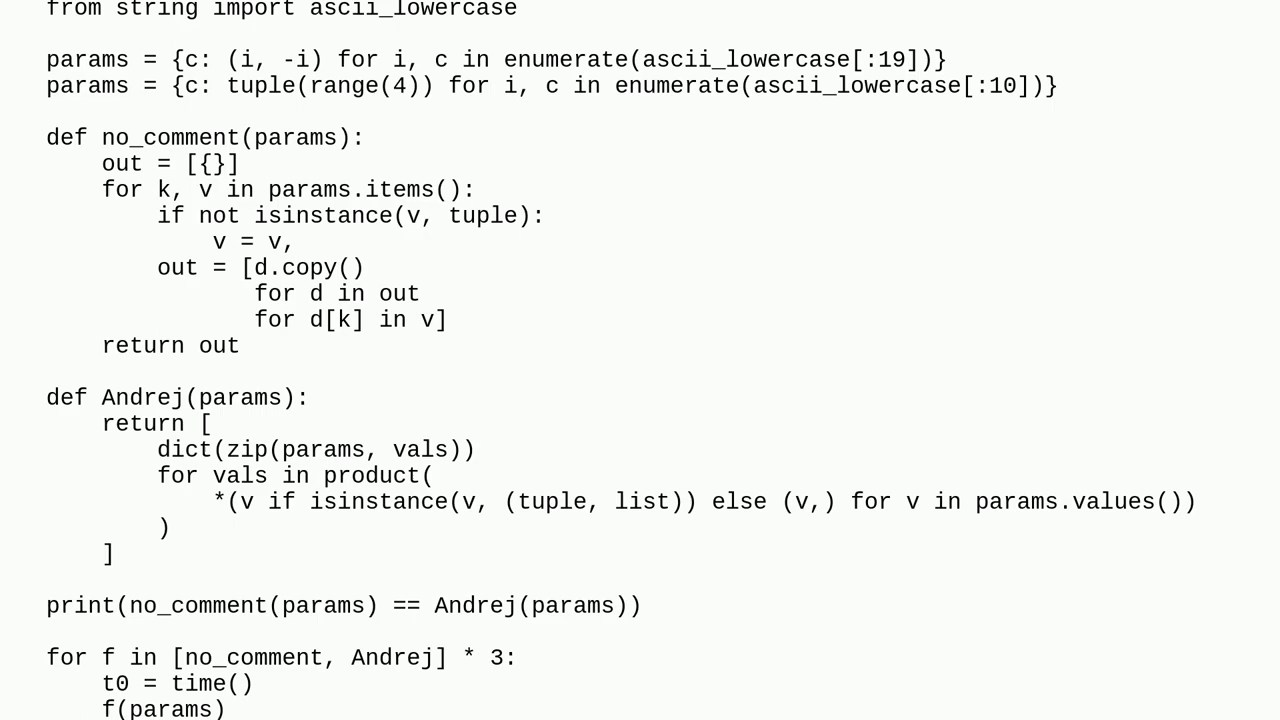 from string import ascii_lowercase
params = {c: (i, -i) for i, c in enumerate(ascii_lowercase[:19])}
params = {c: tuple(range(4)) for i, c in enumerate(ascii_lowercase[:10])}
def no_comment(params):
    out = [{}]
    for k, v in params.items():
        if not isinstance(v, tuple):
            v = v,
        out = [d.copy()
               for d in out
               for d[k] in v]
    return out
def Andrej(params):
    return [
        dict(zip(params, vals))
        for vals in product(
            *(v if isinstance(v, (tuple, list)) else (v,) for v in params.values())
        )
    ]
print(no_comment(params) == Andrej(params))
for f in [no_comment, Andrej] * 3:
    t0 = time()
    f(params)